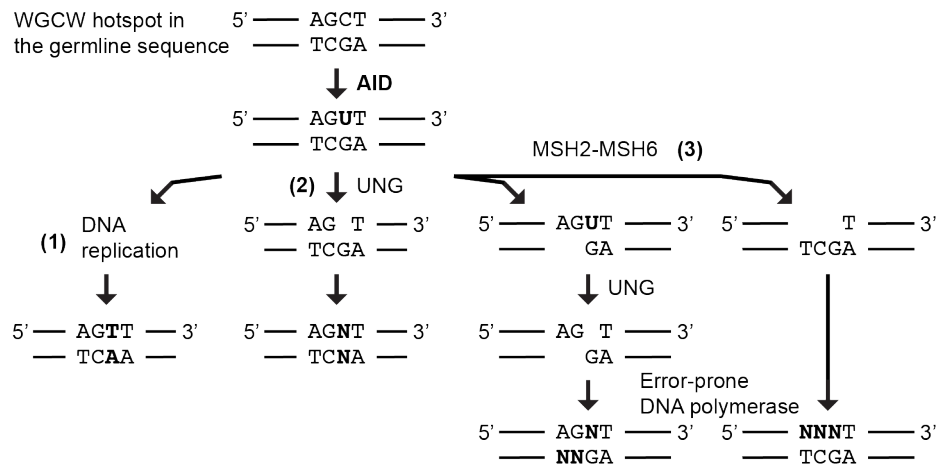 WGCW hotspot in
the germline sequence
5’ AGCT 3’
TCGA
AID
5’ AGUT 3’
TCGA
MSH2-MSH6 (3)
(2) UNG
(1) DNA
replication
5’ AG T 3’
TCGA
5’ AGUT 3’
GA
5’ T 3’
TCGA
UNG
5’ AGTT 3’
TCAA
5’ AGNT 3’
TCNA
5’ AG T 3’
GA
Error-prone
DNA polymerase
5’ AGNT 3’
NNGA
5’ NNNT 3’
TCGA